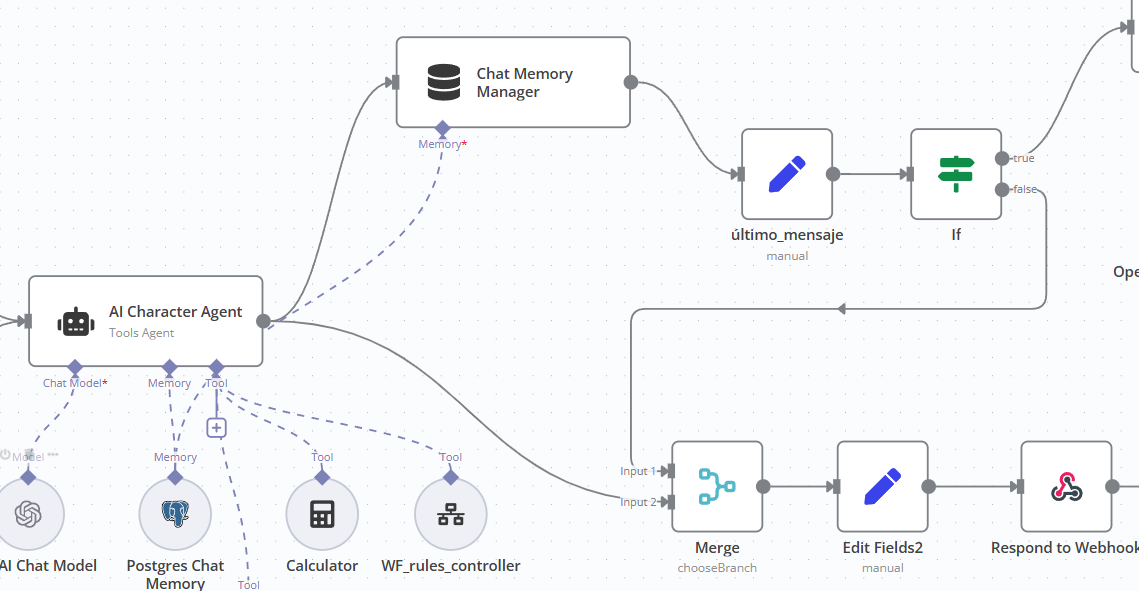 Chat Memory
Manager
Memory*
true
false
último_mensaje
manual
If
Ope
AI Character Agent
Tools Agent
Chat Model*
Memory
Tool
+
Model
Memory
Tool
Tool
Input 1
Input 2
AI Chat Model
Postgres Chat
Memory
Calculator
WF_rules_controller
Tool
Merge
chooseBranch
Edit Fields2
manual
Respond to Webhook